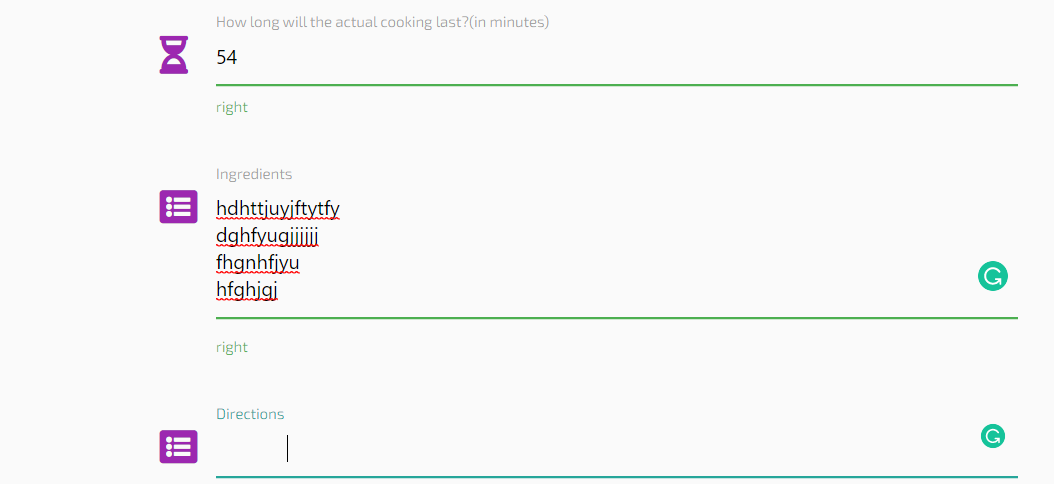 How long will the actual cooking last?(in minutes)
54
right
Ingredients
hdhttjuyjftytfy
dghfyugjjjjjj
fhgnhfjyu
hfghjgj
right
Directions